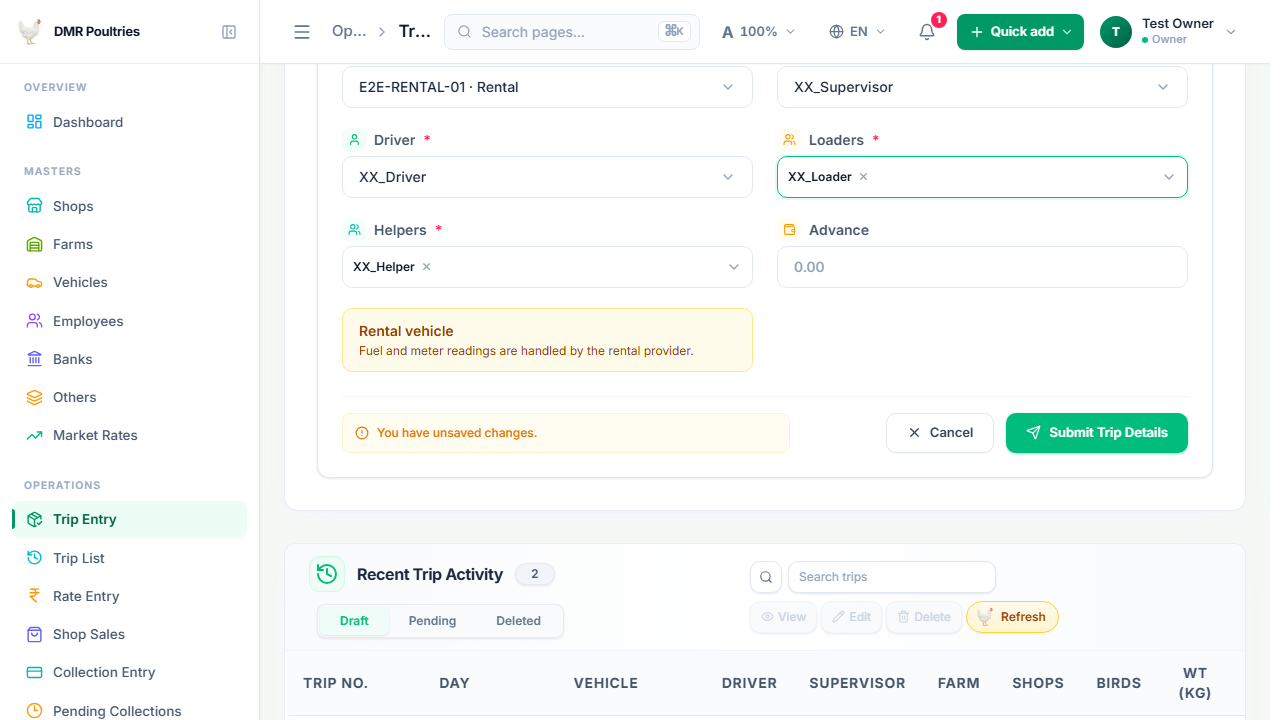 DMR Poultries
Op... > Tr...
Search pages... ⌘K
A 100%
EN
1
+ Quick add
T
Test Owner
Owner
OVERVIEW
Dashboard
MASTERS
Shops
Farms
Vehicles
Employees
Banks
Others
Market Rates
OPERATIONS
Trip Entry
Trip List
Rate Entry
Shop Sales
Collection Entry
Pending Collections
E2E-RENTAL-01 · Rental
XX_Supervisor
Driver *
Loaders *
XX_Driver
XX_Loader ×
Helpers *
Advance
XX_Helper ×
0.00
Rental vehicle
Fuel and meter readings are handled by the rental provider.
You have unsaved changes.
Cancel
Submit Trip Details
Recent Trip Activity 2
Search trips
Draft Pending Deleted
View Edit Delete Refresh
TRIP NO. DAY VEHICLE DRIVER SUPERVISOR FARM SHOPS BIRDS WT (KG)